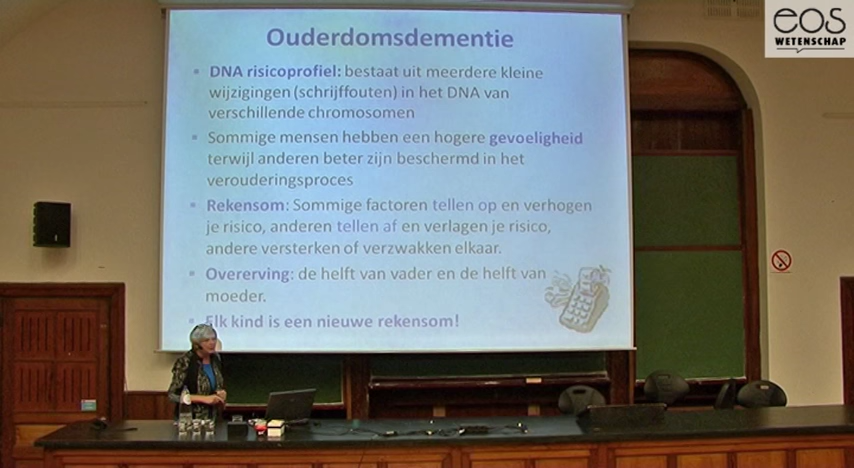 eos
WETENSCHAP
Ouderdomsdementie
DNA risicoprofiel: bestaat uit meerdere kleine
wijzigingen (schrijffouten) in het DNA van
verschillende chromosomen
Sommige mensen hebben een hogere gevoeligheid
terwijl anderen beter zijn beschermd in het
verouderingsproces
Rekensom: Sommige factoren tellen op en verhogen
je risico, anderen tellen af en verlagen je risico,
andere versterken of verzwakken elkaar.
Overerving: de helft van vader en de helft van
moeder.
Elk kind is een nieuwe rekensom!